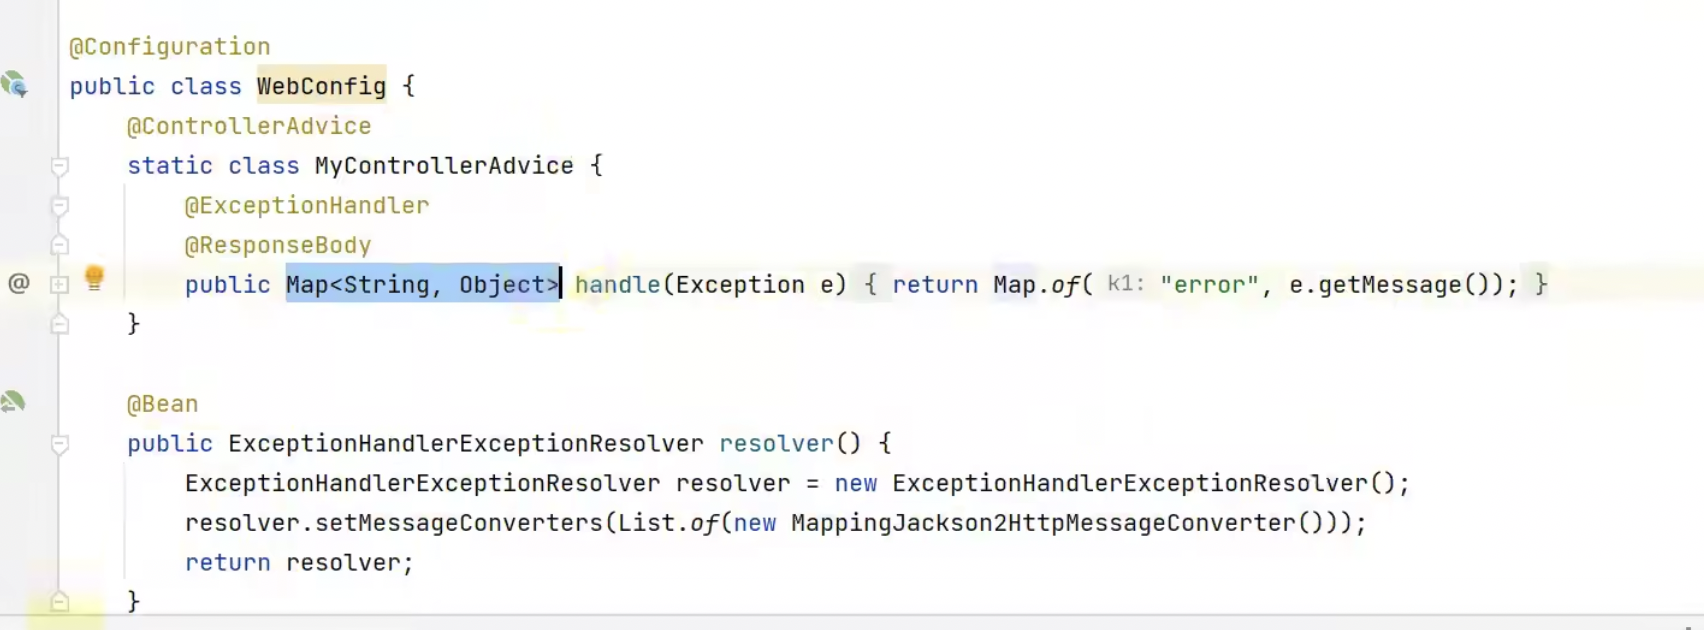 @Configuration
public class WebConfig {
@ControllerAdvice
static class MyControllerAdvice {
@ExceptionHandler
@ResponseBody
public Map<String, Object> handle(Exception e) { return Map.of( k1: "error", e.getMessage()); }
}
@Bean
public ExceptionHandlerExceptionResolver resolver() {
ExceptionHandlerExceptionResolver resolver = new ExceptionHandlerExceptionResolver();
resolver.setMessageConverters(List.of(new MappingJackson2HttpMessageConverter()));
return resolver;
}